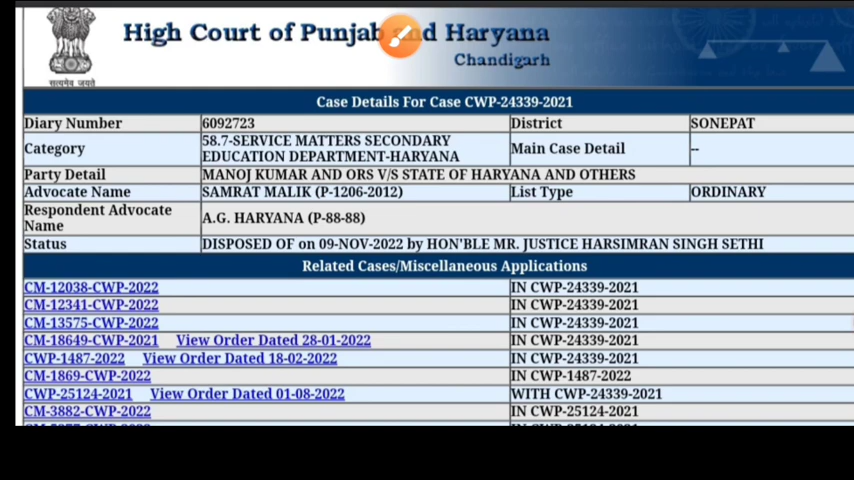 High Court of Punjab and Haryana
Chandigarh
सत्यमेव जयते
Case Details For Case CWP-24339-2021
Diary Number 6092723 District SONEPAT
Category 58.7-SERVICE MATTERS SECONDARY EDUCATION DEPARTMENT-HARYANA Main Case Detail --
Party Detail MANOJ KUMAR AND ORS V/S STATE OF HARYANA AND OTHERS
Advocate Name SAMRAT MALIK (P-1206-2012) List Type ORDINARY
Respondent Advocate Name A.G. HARYANA (P-88-88)
Status DISPOSED OF on 09-NOV-2022 by HON'BLE MR. JUSTICE HARSIMRAN SINGH SETHI
Related Cases/Miscellaneous Applications
CM-12038-CWP-2022 IN CWP-24339-2021
CM-12341-CWP-2022 IN CWP-24339-2021
CM-13575-CWP-2022 IN CWP-24339-2021
CM-18649-CWP-2021 View Order Dated 28-01-2022 IN CWP-24339-2021
CWP-1487-2022 View Order Dated 18-02-2022 IN CWP-24339-2021
CM-1869-CWP-2022 IN CWP-1487-2022
CWP-25124-2021 View Order Dated 01-08-2022 WITH CWP-24339-2021
CM-3882-CWP-2022 IN CWP-25124-2021